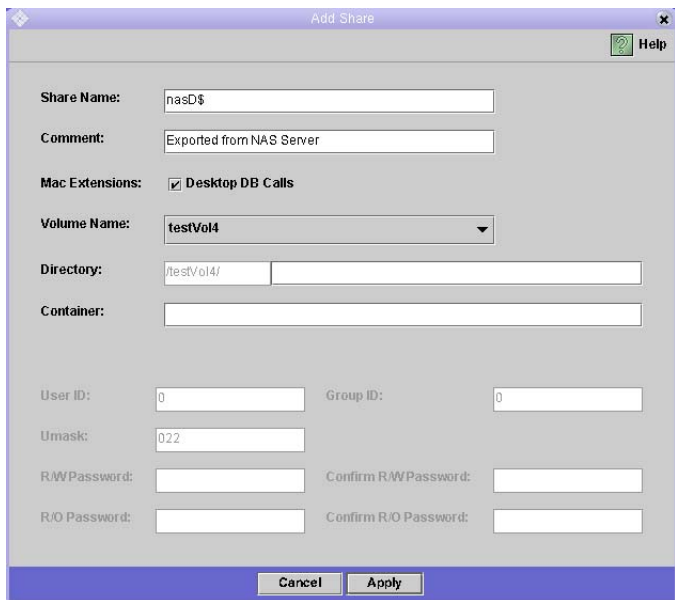 Add Share
Help
Share Name: nasD$
Comment: Exported from NAS Server
Mac Extensions: Desktop DB Calls
Volume Name: testVol4
Directory: /testVol4/
Container:
User ID: 0 Group ID: 0
Umask: 022
R/W Password: Confirm R/W Password:
R/O Password: Confirm R/O Password:
Cancel Apply